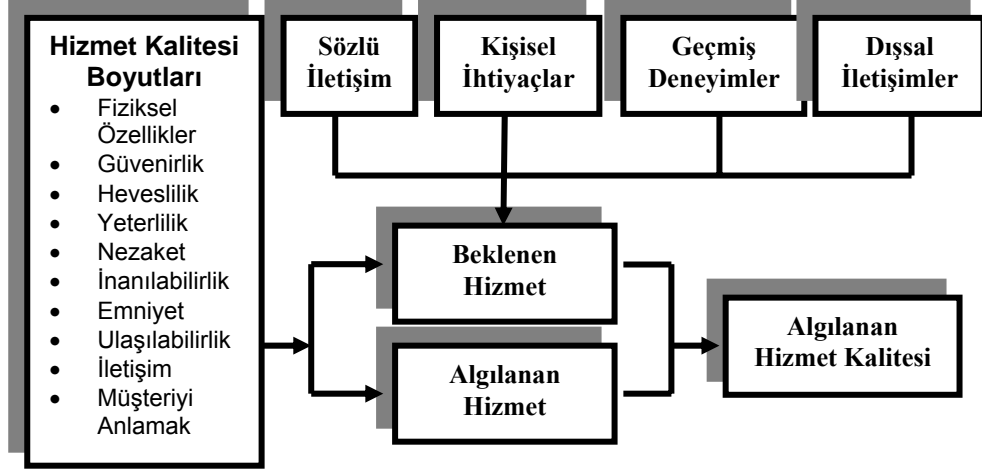 Hizmet Kalitesi
Boyutları
• Fiziksel
Özellikler
• Güvenirlik
• Heveslilik
• Yeterlilik
• Nezaket
• İnanılabilirlik
• Emniyet
• Ulaşılabilirlik
• İletişim
• Müşteriyi
Anlamak
Sözlü
İletişim
Kişisel
İhtiyaçlar
Geçmiş
Deneyimler
Dışsal
İletişimler
Beklenen
Hizmet
Algılanan
Hizmet
Algılanan
Hizmet Kalitesi